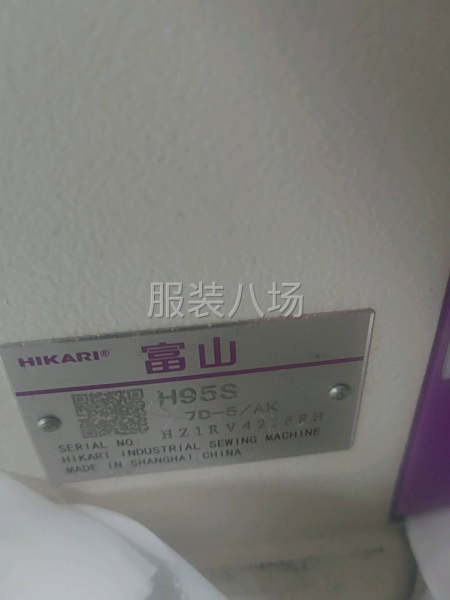 服装八场
HIKARI® 富山
H95S
7D-5/AK
SERIAL NO.
HIKARI INDUSTRIAL SEWING MACHINE
MADE IN SHANGHAI CHINA